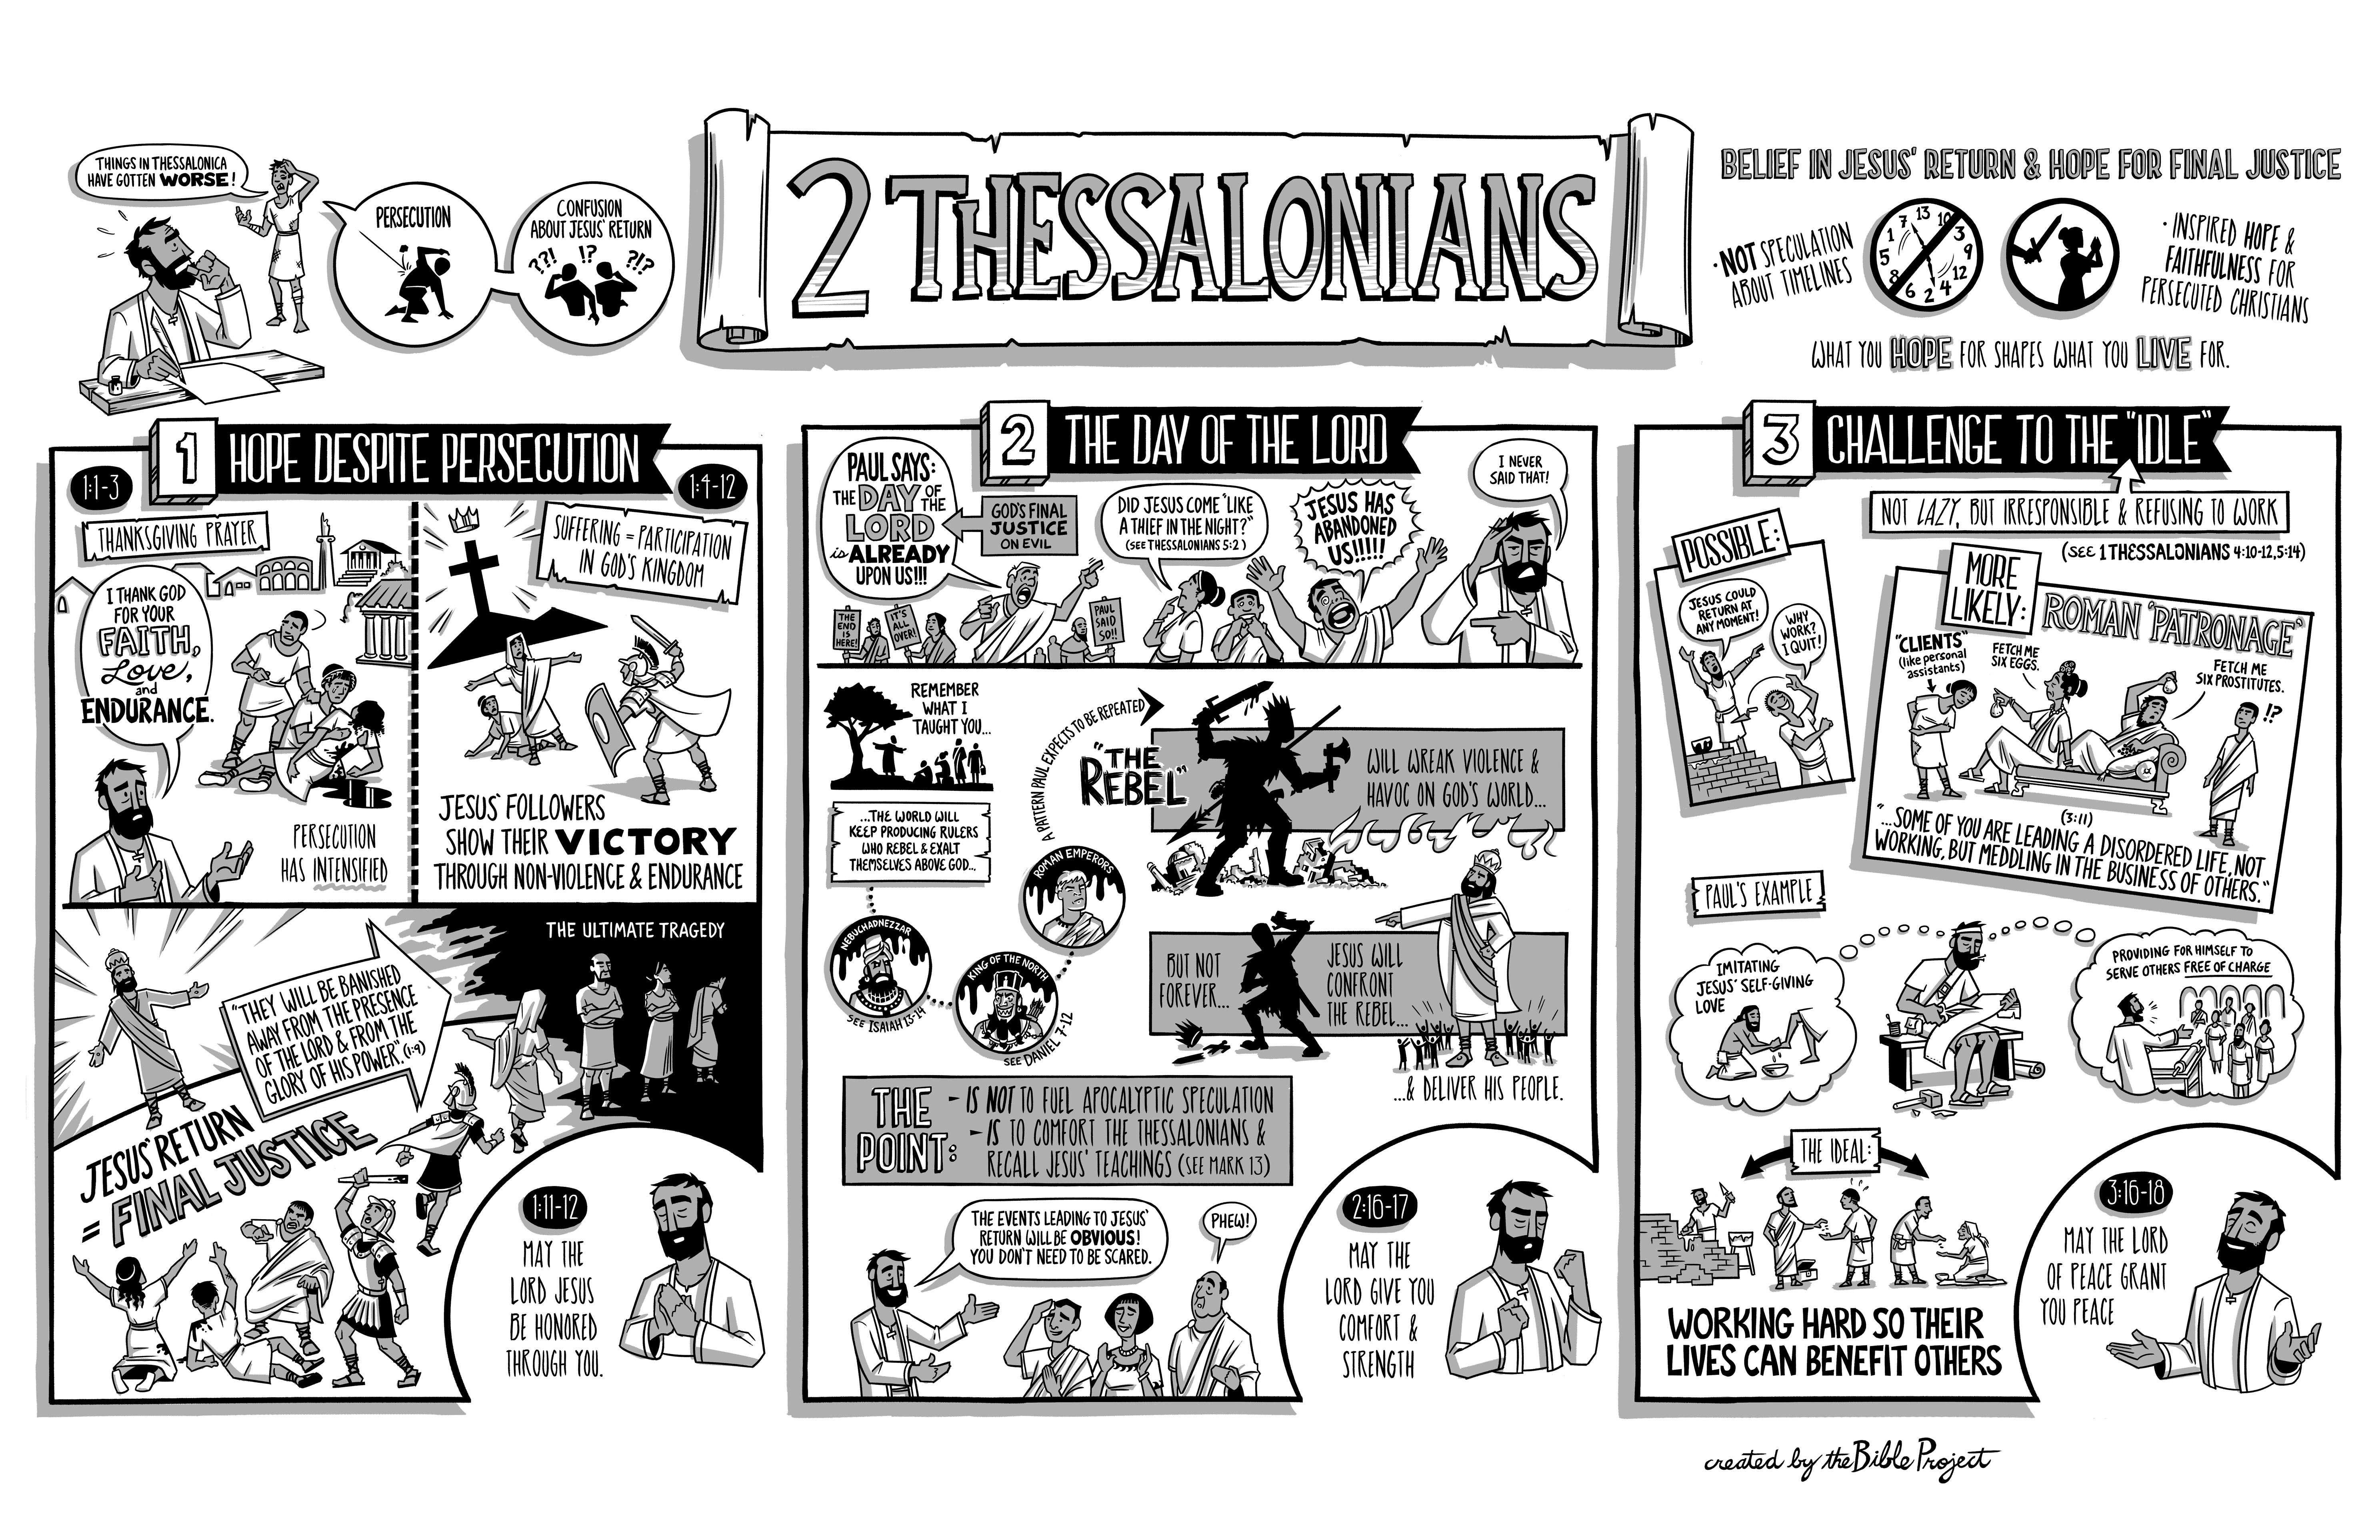 THINGS IN THESSALONICA
HAVE GOTTEN WORSE!
PERSECUTION
CONFUSION
ABOUT JESUS' RETURN
??!
!?
?!?
2 THESSALONIANS
BELIEF IN JESUS' RETURN & HOPE FOR FINAL JUSTICE
• NOT SPECULATION
ABOUT TIMELINES
13
10
3
9
12
4
2
6
8
5
1
7
• INSPIRED HOPE &
FAITHFULNESS FOR
PERSECUTED CHRISTIANS
WHAT YOU HOPE FOR SHAPES WHAT YOU LIVE FOR.
1 HOPE DESPITE PERSECUTION
1:1-3
1:4-12
THANKSGIVING PRAYER
I THANK GOD
FOR YOUR
FAITH,
Love,
and
ENDURANCE.
PERSECUTION
HAS INTENSIFIED
SUFFERING = PARTICIPATION
IN GOD'S KINGDOM
JESUS' FOLLOWERS
SHOW THEIR VICTORY
THROUGH NON-VIOLENCE & ENDURANCE
"THEY WILL BE BANISHED
AWAY FROM THE PRESENCE
OF THE LORD & FROM THE
GLORY OF HIS POWER". (1:9)
THE ULTIMATE TRAGEDY
JESUS' RETURN
= FINAL JUSTICE
1:11-12
MAY THE
LORD JESUS
BE HONORED
THROUGH YOU.
2 THE DAY OF THE LORD
PAUL SAYS:
THE DAY OF THE
LORD
is ALREADY
UPON US!!!
GOD'S FINAL
JUSTICE
ON EVIL
DID JESUS COME "LIKE
A THIEF IN THE NIGHT?"
(SEE THESSALONIANS 5:2)
JESUS HAS
ABANDONED
US!!!!!
I NEVER
SAID THAT!
THE
END
IS
HERE!
IT'S
ALL
OVER!
PAUL
SAID
SO!!
REMEMBER
WHAT I
TAUGHT YOU...
...THE WORLD WILL
KEEP PRODUCING RULERS
WHO REBEL & EXALT
THEMSELVES ABOVE GOD...
NEBUCHADNEZZAR
SEE ISAIAH 13-14
KING OF THE NORTH
SEE DANIEL 7-12
ROMAN EMPERORS
A PATTERN PAUL EXPECTS TO BE REPEATED
"THE
REBEL"
WILL WREAK VIOLENCE &
HAVOC ON GOD'S WORLD...
BUT NOT
FOREVER...
JESUS WILL
CONFRONT
THE REBEL...
...& DELIVER HIS PEOPLE.
THE
POINT:
- IS NOT TO FUEL APOCALYPTIC SPECULATION
- IS TO COMFORT THE THESSALONIANS &
RECALL JESUS' TEACHINGS (SEE MARK 13)
THE EVENTS LEADING TO JESUS'
RETURN WILL BE OBVIOUS!
YOU DON'T NEED TO BE SCARED.
PHEW!
2:16-17
MAY THE
LORD GIVE YOU
COMFORT &
STRENGTH
3 CHALLENGE TO THE "IDLE"
NOT LAZY, BUT IRRESPONSIBLE & REFUSING TO WORK
(SEE 1 THESSALONIANS 4:10-12, 5:14)
POSSIBLE:
JESUS COULD
RETURN AT
ANY MOMENT!
WHY
WORK?
I QUIT!
MORE
LIKELY:
ROMAN 'PATRONAGE'
"CLIENTS"
(like personal
assistants)
FETCH ME
SIX EGGS.
FETCH ME
SIX PROSTITUTES.
!?
(3:11)
"...SOME OF YOU ARE LEADING A DISORDERED LIFE, NOT
WORKING, BUT MEDDLING IN THE BUSINESS OF OTHERS."
PAUL'S EXAMPLE
IMITATING
JESUS' SELF-GIVING
LOVE
PROVIDING FOR HIMSELF TO
SERVE OTHERS FREE OF CHARGE
THE IDEAL:
WORKING HARD SO THEIR
LIVES CAN BENEFIT OTHERS
3:16-18
MAY THE LORD
OF PEACE GRANT
YOU PEACE
created by the Bible Project